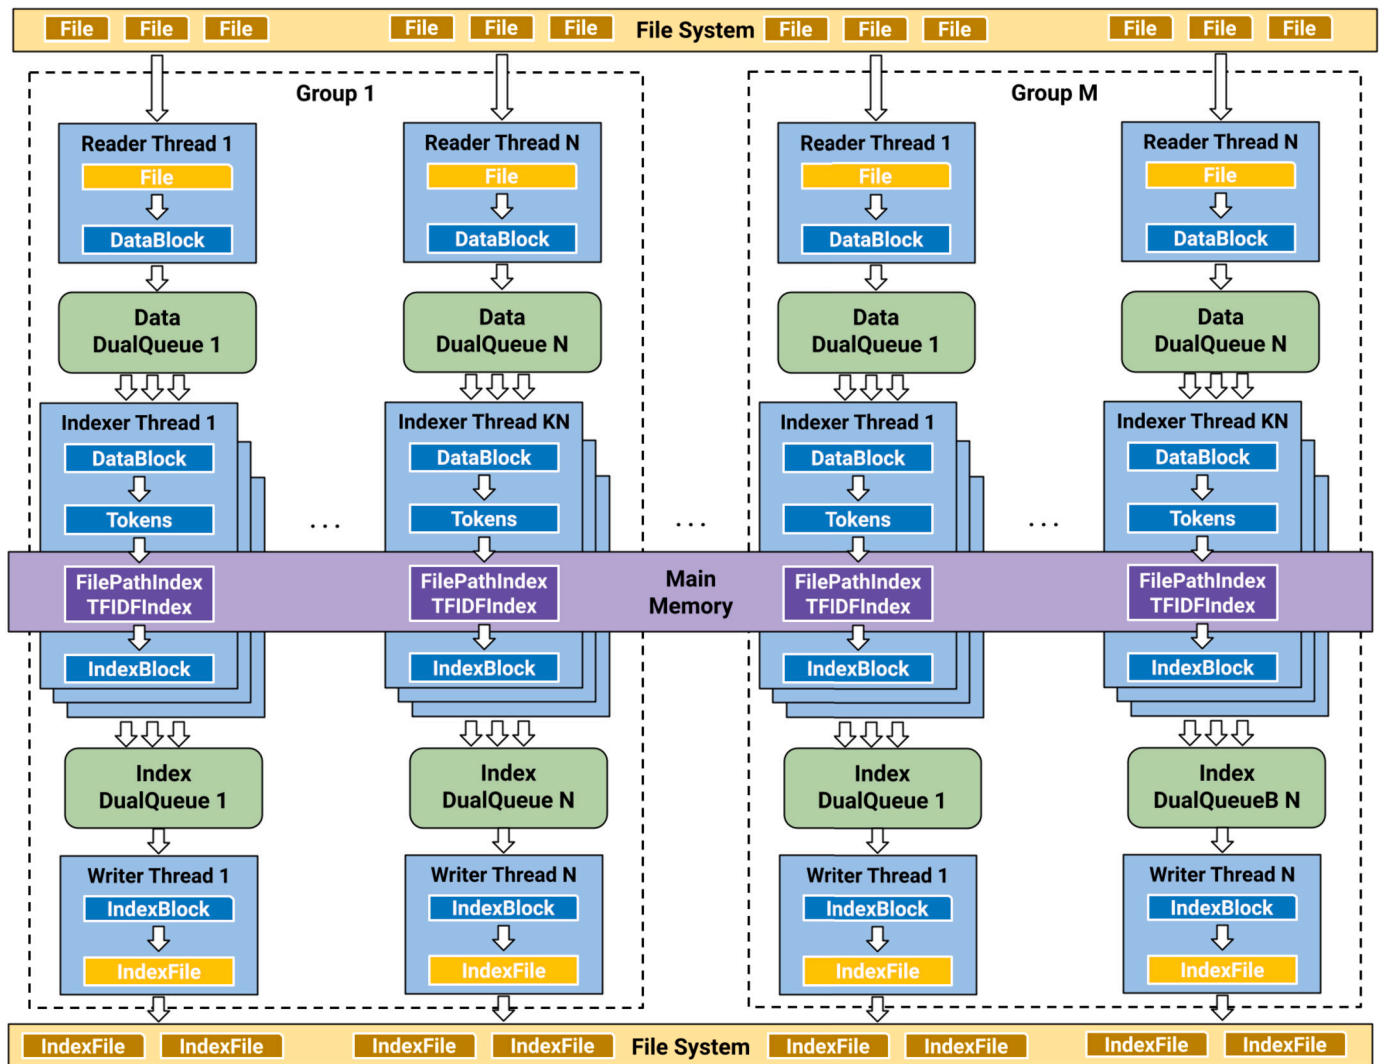 File File File File File File File System File File File File File File
Group 1 Group M
Reader Thread 1 Reader Thread N Reader Thread 1 Reader Thread N
File File File File
DataBlock DataBlock DataBlock DataBlock
Data Data Data Data
DualQueue 1 DualQueue N DualQueue 1 DualQueue N
Indexer Thread 1 Indexer Thread KN Indexer Thread 1 Indexer Thread KN
DataBlock DataBlock DataBlock DataBlock
Tokens ... Tokens ... Tokens ... Tokens
FilePathIndex FilePathIndex Main FilePathIndex FilePathIndex
TFIDFIndex TFIDFIndex Memory TFIDFIndex TFIDFIndex
IndexBlock IndexBlock IndexBlock IndexBlock
Index Index Index Index
DualQueue 1 DualQueue N DualQueue 1 DualQueueB N
Writer Thread 1 Writer Thread N Writer Thread 1 Writer Thread N
IndexBlock IndexBlock IndexBlock IndexBlock
IndexFile IndexFile IndexFile IndexFile
IndexFile IndexFile IndexFile IndexFile File System IndexFile IndexFile IndexFile IndexFile